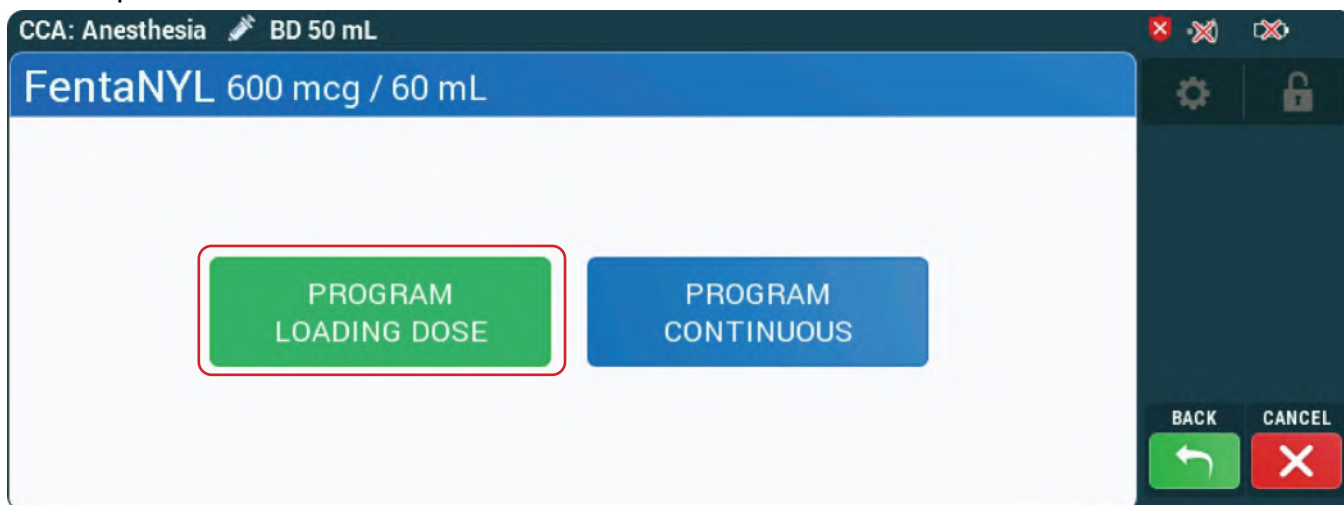 CCA: Anesthesia BD 50 mL
FentaNYL 600 mcg / 60 mL
PROGRAM
LOADING DOSE
PROGRAM
CONTINUOUS
BACK CANCEL